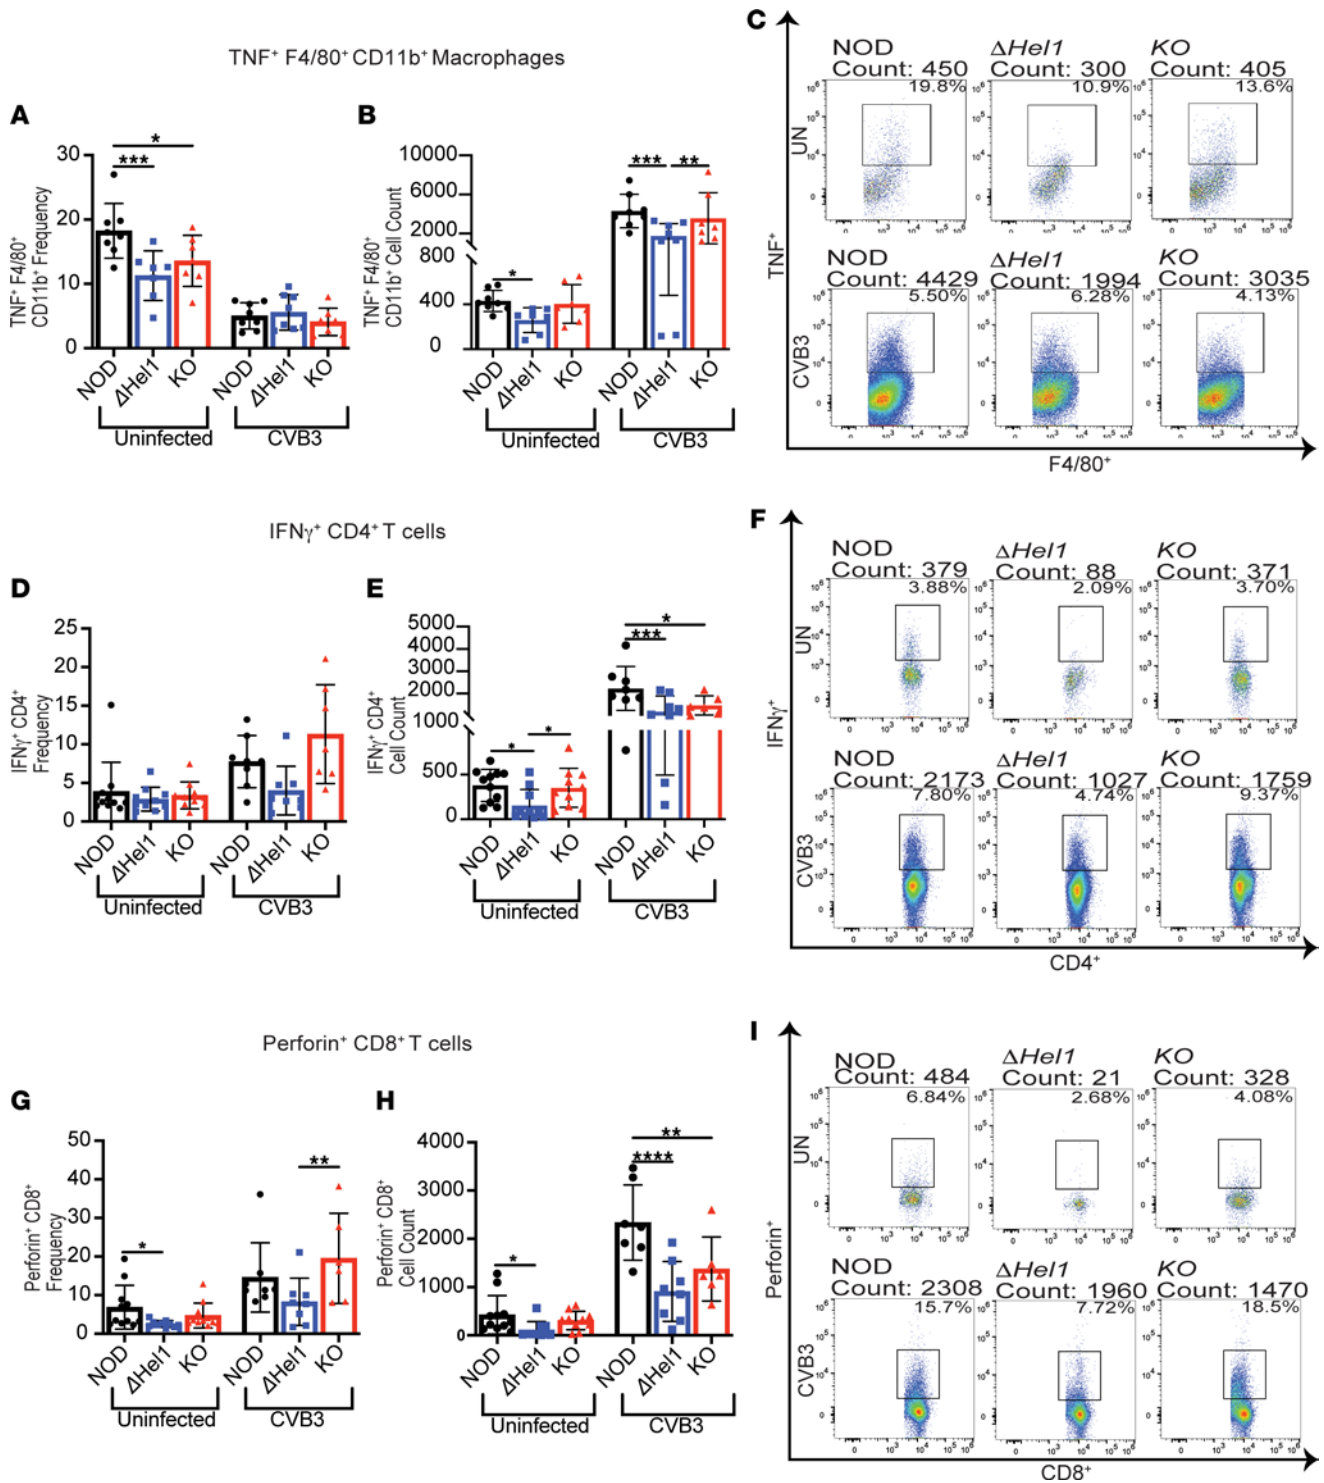 TNF⁺ F4/80⁺ CD11b⁺ Macrophages
A
TNF⁺ F4/80⁺
CD11b⁺ Frequency
30
20
10
0
***
*
NOD
ΔHel1
KO
NOD
ΔHel1
KO
Uninfected
CVB3
B
TNF⁺ F4/80⁺
CD11b⁺ Cell Count
10000
6000
2000
800
400
0
*
***
**
NOD
ΔHel1
KO
NOD
ΔHel1
KO
Uninfected
CVB3
C
TNF⁺
UN
NOD
Count: 450
19.8%
ΔHel1
Count: 300
10.9%
KO
Count: 405
13.6%
CVB3
NOD
Count: 4429
5.50%
ΔHel1
Count: 1994
6.28%
KO
Count: 3035
4.13%
F4/80⁺
IFNγ⁺ CD4⁺ T cells
D
IFNγ⁺ CD4⁺
Frequency
25
20
15
10
5
0
NOD
ΔHel1
KO
NOD
ΔHel1
KO
Uninfected
CVB3
E
IFNγ⁺ CD4⁺
Cell Count
5000
4000
3000
2000
1000
500
0
*
*
***
*
NOD
ΔHel1
KO
NOD
ΔHel1
KO
Uninfected
CVB3
F
IFNγ⁺
UN
NOD
Count: 379
3.88%
ΔHel1
Count: 88
2.09%
KO
Count: 371
3.70%
CVB3
NOD
Count: 2173
7.80%
ΔHel1
Count: 1027
4.74%
KO
Count: 1759
9.37%
CD4⁺
Perforin⁺ CD8⁺ T cells
G
Perforin⁺ CD8⁺
Frequency
50
40
30
20
10
0
*
**
NOD
ΔHel1
KO
NOD
ΔHel1
KO
Uninfected
CVB3
H
Perforin⁺ CD8⁺
Cell Count
4000
3000
2000
1000
0
*
****
**
NOD
ΔHel1
KO
NOD
ΔHel1
KO
Uninfected
CVB3
I
Perforin⁺
UN
NOD
Count: 484
6.84%
ΔHel1
Count: 21
2.68%
KO
Count: 328
4.08%
CVB3
NOD
Count: 2308
15.7%
ΔHel1
Count: 1960
7.72%
KO
Count: 1470
18.5%
CD8⁺